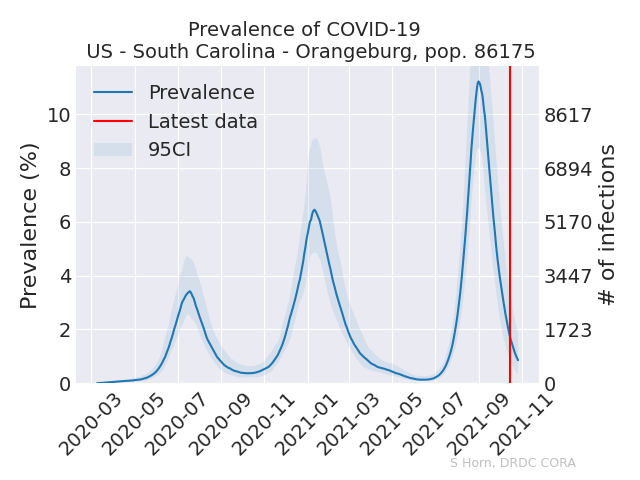 Prevalence of COVID-19
US - South Carolina - Orangeburg, pop. 86175
Prevalence
Latest data
95CI
Prevalence (%)
10
8
6
4
2
0
8617
6894
5170
3447
1723
0
# of infections
2020-03
2020-05
2020-07
2020-09
2020-11
2021-01
2021-03
2021-05
2021-07
2021-09
2021-11
S Horn, DRDC CORA